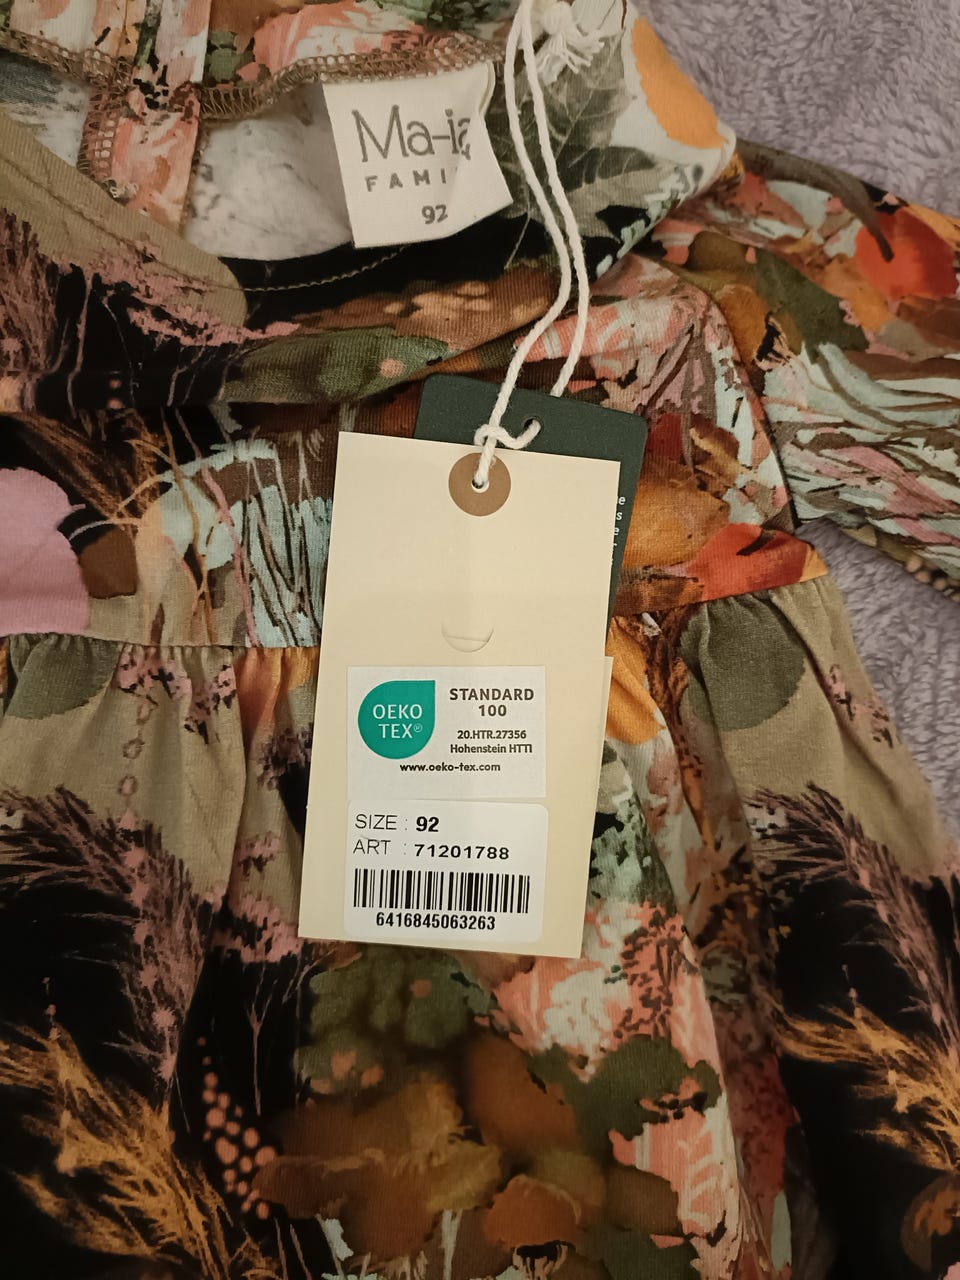 Ma-ia
FAMI
92
e
s
OEKO
TEX®
STANDARD
100
20.HTR.27356
Hohenstein HTTI
www.oeko-tex.com
SIZE : 92
ART : 71201788
6416845063263